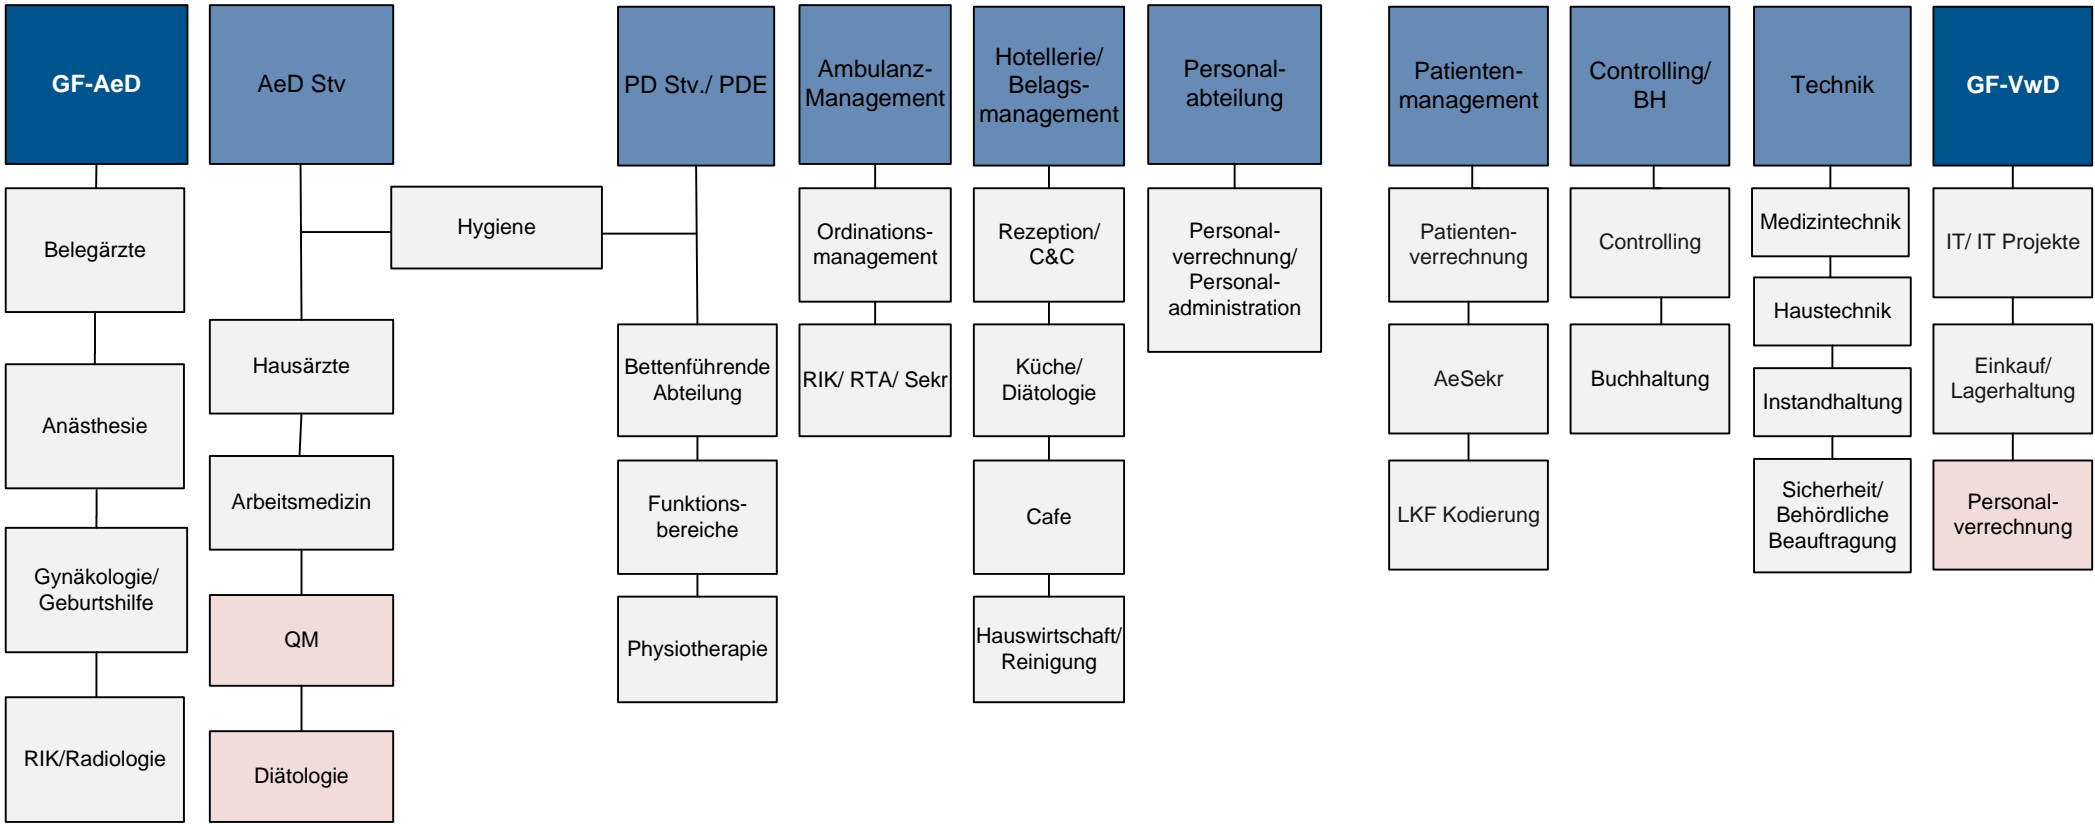 GF-AeD
AeD Stv
PD Stv./ PDE
Ambulanz-
Management
Hotellerie/
Belags-
management
Personal-
abteilung
Patienten-
management
Controlling/
BH
Technik
GF-VwD
Belegärzte
Anästhesie
Gynäkologie/
Geburtshilfe
RIK/Radiologie
Hygiene
Hausärzte
Arbeitsmedizin
QM
Diätologie
Bettenführende
Abteilung
Funktions-
bereiche
Physiotherapie
Ordinations-
management
RIK/ RTA/ Sekr
Rezeption/
C&C
Küche/
Diätologie
Cafe
Hauswirtschaft/
Reinigung
Personal-
verrechnung/
Personal-
administration
Patienten-
verrechnung
AeSekr
LKF Kodierung
Controlling
Buchhaltung
Medizintechnik
Haustechnik
Instandhaltung
Sicherheit/
Behördliche
Beauftragung
IT/ IT Projekte
Einkauf/
Lagerhaltung
Personal-
verrechnung